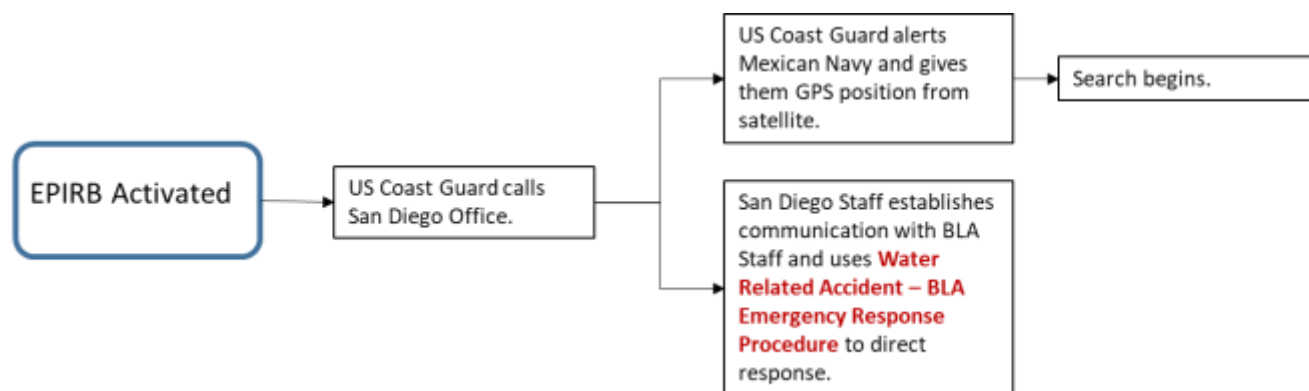 EPIRB Activated
US Coast Guard calls
San Diego Office.
US Coast Guard alerts
Mexican Navy and gives
them GPS position from
satellite.
Search begins.
San Diego Staff establishes
communication with BLA
Staff and uses Water
Related Accident – BLA
Emergency Response
Procedure to direct
response.